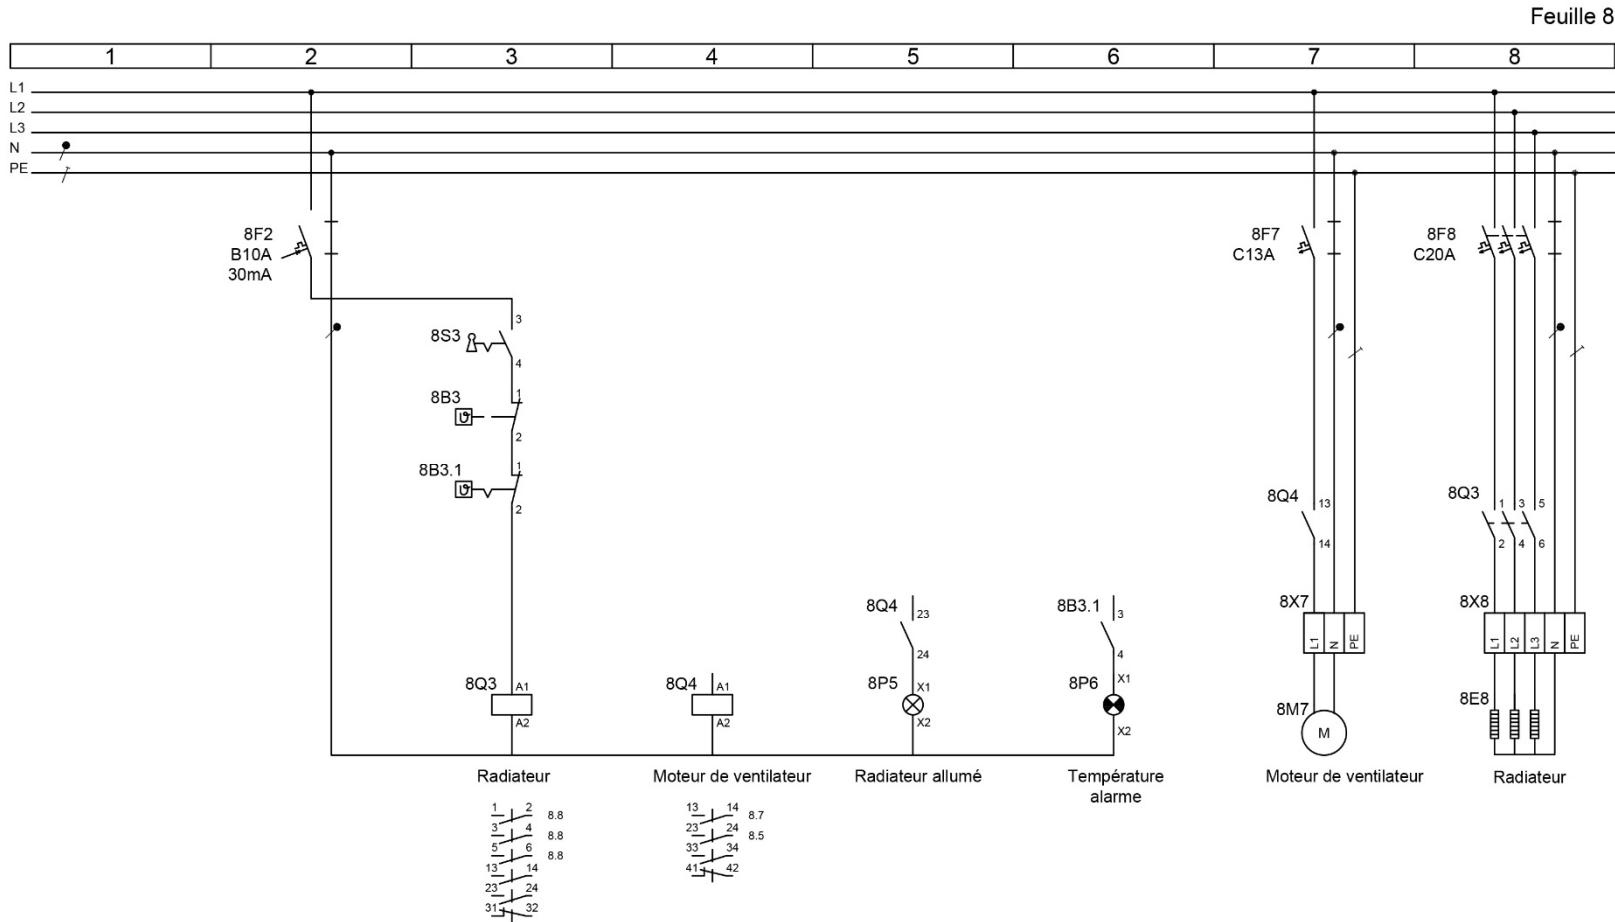 Feuille 8
1 2 3 4 5 6 7 8
L1
L2
L3
N
PE
8F2
B10A
30mA
8F7
C13A
8F8
C20A
3
8S3
4
1
8B3
2
1
8B3.1
2
8Q4 13
14
8Q3 1 3 5
2 4 6
8Q4 23
24
8B3.1 3
4
8X7
L1 N PE
8X8
L1 L2 L3 N PE
8Q3 A1
A2
8Q4 A1
A2
8P5 X1
X2
8P6 X1
X2
8M7
M
8E8
Radiateur
Moteur de ventilateur
Radiateur allumé
Température
alarme
Moteur de ventilateur
Radiateur
1 2 8.8
3 4 8.8
5 6 8.8
13 14
23 24
31 32
13 14 8.7
23 24 8.5
33 34
41 42